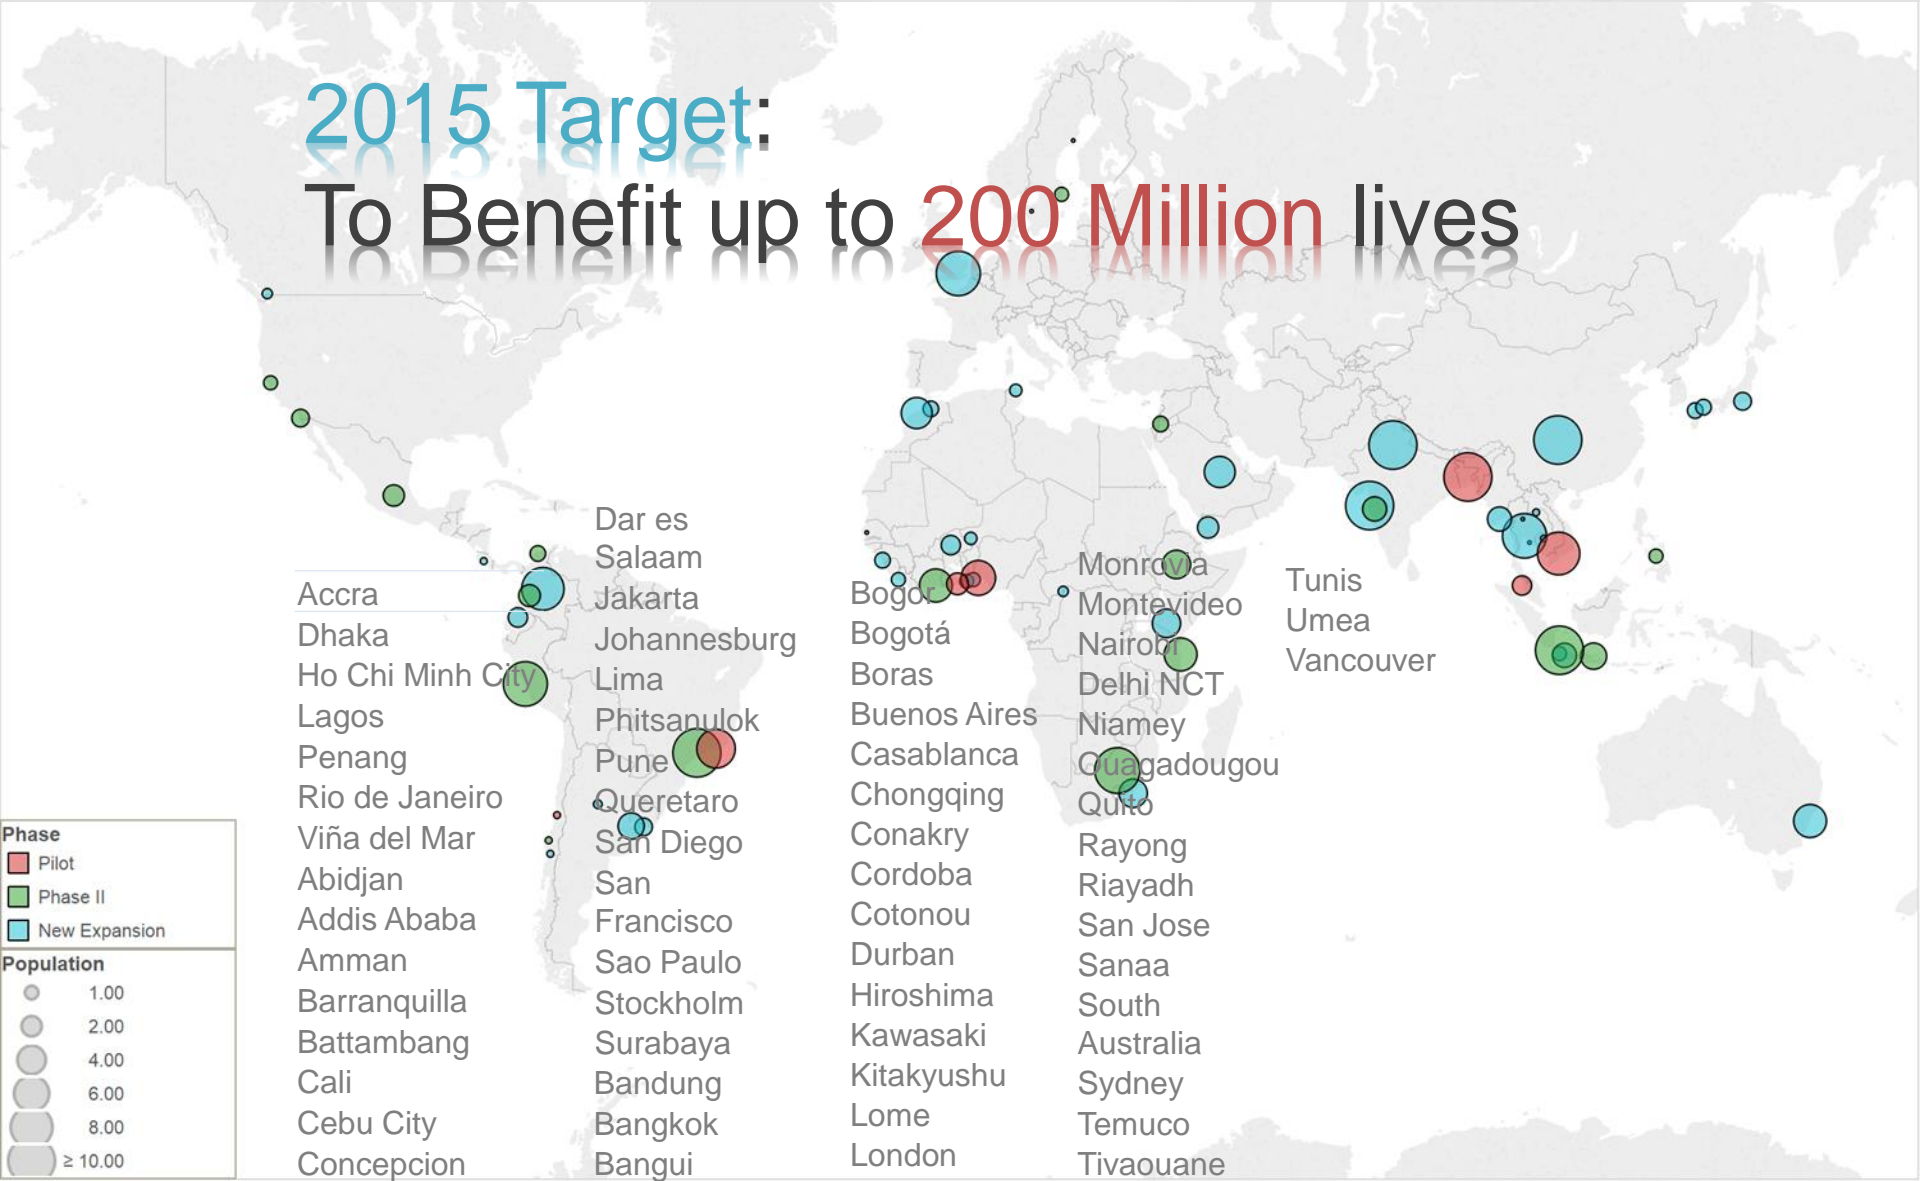 2015 Target:
To Benefit up to 200 Million lives
Accra
Dhaka
Ho Chi Minh City
Lagos
Penang
Rio de Janeiro
Viña del Mar
Abidjan
Addis Ababa
Amman
Barranquilla
Battambang
Cali
Cebu City
Concepcion
Dar es
Salaam
Jakarta
Johannesburg
Lima
Phitsanulok
Pune
Queretaro
San Diego
San
Francisco
Sao Paulo
Stockholm
Surabaya
Bandung
Bangkok
Bangui
Bogor
Bogotá
Boras
Buenos Aires
Casablanca
Chongqing
Conakry
Cordoba
Cotonou
Durban
Hiroshima
Kawasaki
Kitakyushu
Lome
London
Monrovia
Montevideo
Nairobi
Delhi NCT
Niamey
Ouagadougou
Quito
Rayong
Riayadh
San Jose
Sanaa
South
Australia
Sydney
Temuco
Tivaouane
Tunis
Umea
Vancouver
Phase
Pilot
Phase II
New Expansion
Population
1.00
2.00
4.00
6.00
8.00
≥ 10.00